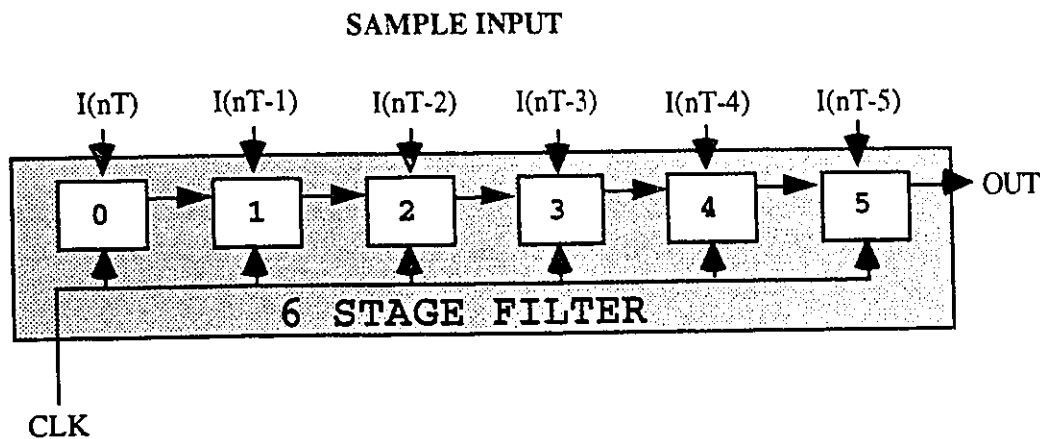 SAMPLE INPUT
I(nT) I(nT-1) I(nT-2) I(nT-3) I(nT-4) I(nT-5)
0 1 2 3 4 5 OUT
6 STAGE FILTER
CLK